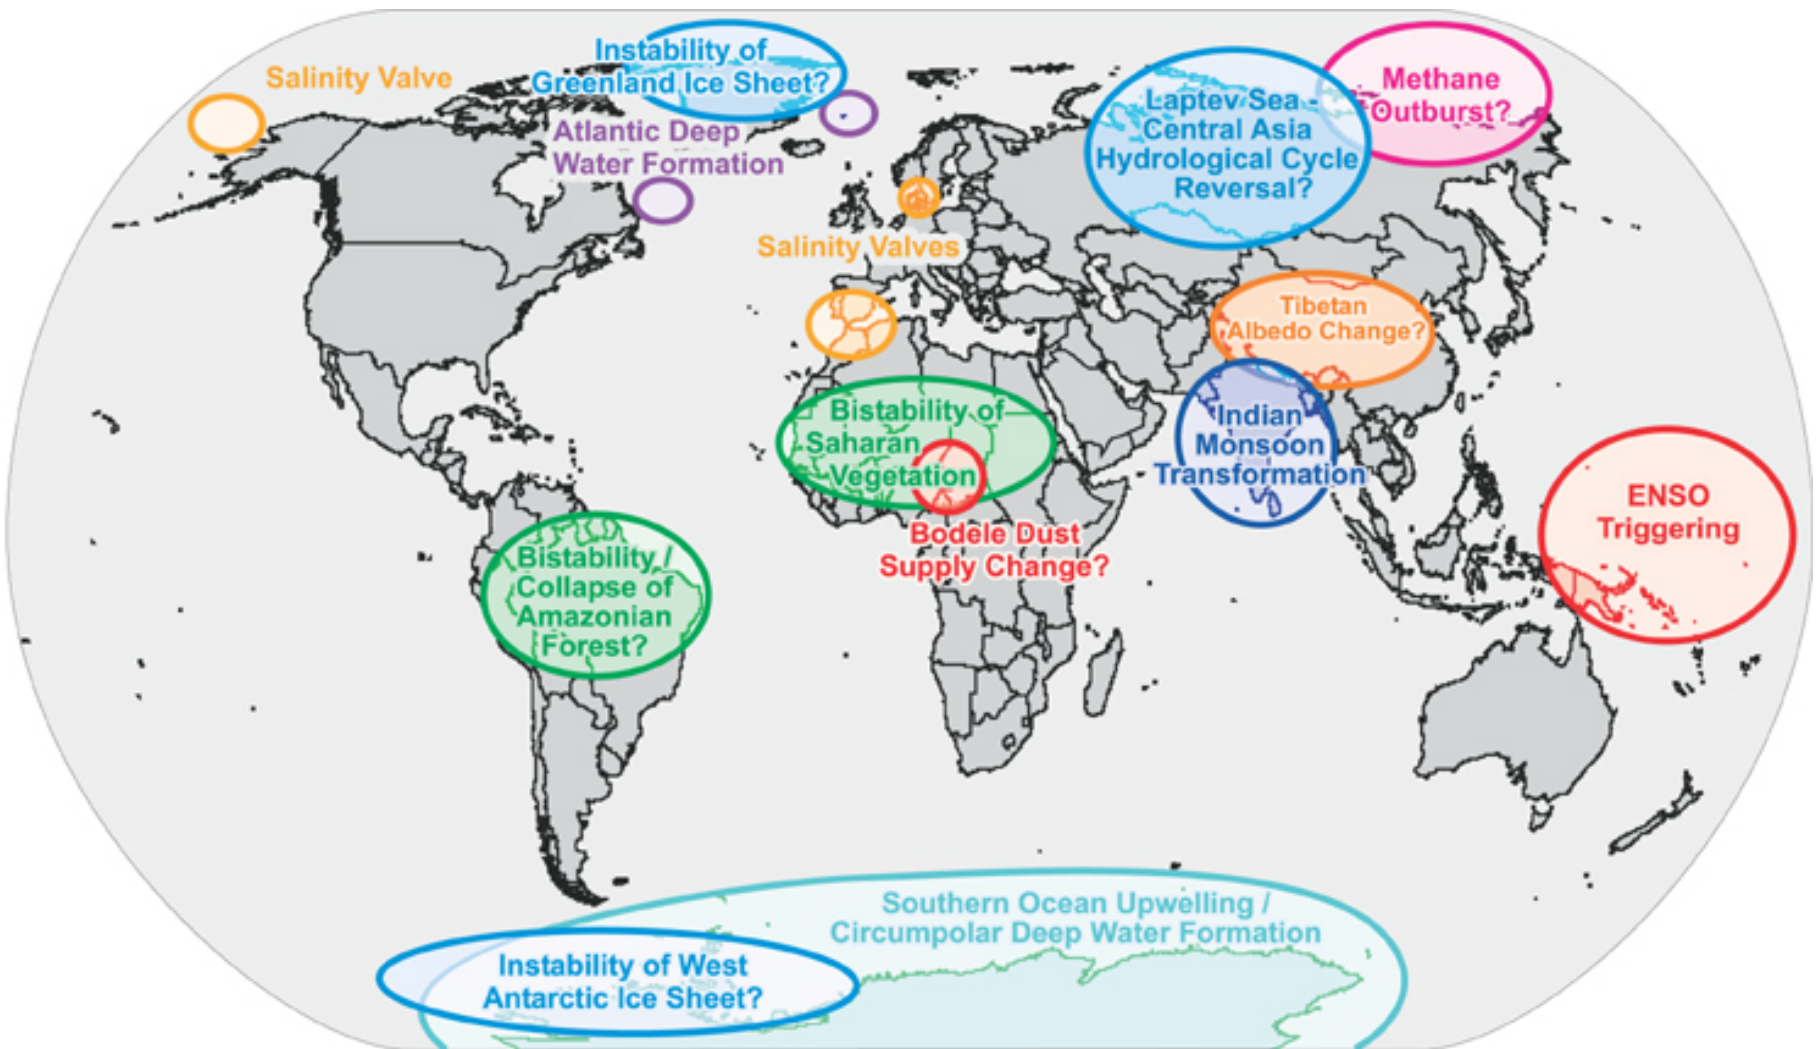 Instability of
Greenland Ice Sheet?
Salinity Valve
Methane
Outburst?
Laptev Sea -
Central Asia
Hydrological Cycle
Reversal?
Atlantic Deep
Water Formation
Salinity Valves
Tibetan
Albedo Change?
Bistability of
Saharan
Vegetation
Indian
Monsoon
Transformation
ENSO
Triggering
Bodele Dust
Supply Change?
Bistability /
Collapse of
Amazonian
Forest?
Southern Ocean Upwelling /
Circumpolar Deep Water Formation
Instability of West
Antarctic Ice Sheet?